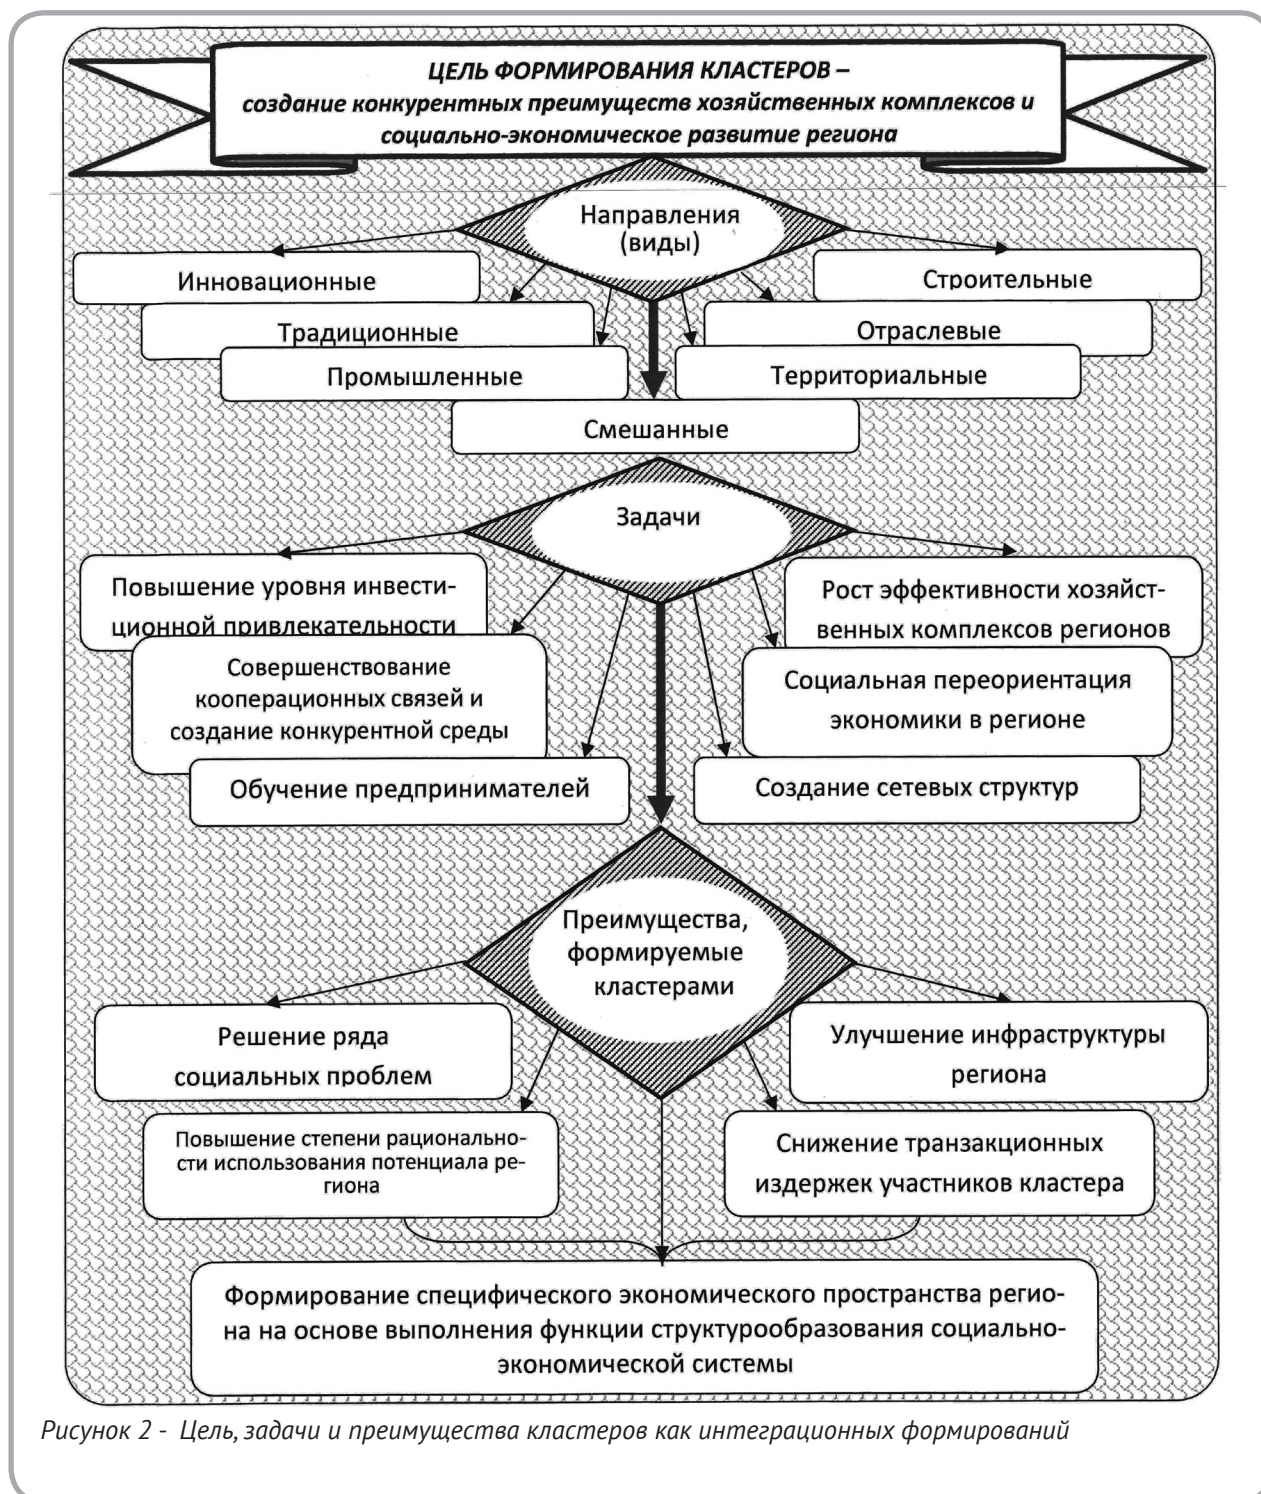 ЦЕЛЬ ФОРМИРОВАНИЯ КЛАСТЕРОВ –
создание конкурентных преимуществ хозяйственных комплексов и
социально-экономическое развитие региона
Направления
(виды)
Инновационные
Строительные
Традиционные
Отраслевые
Промышленные
Территориальные
Смешанные
Задачи
Повышение уровня инвести-
ционной привлекательности
Рост эффективности хозяйст-
венных комплексов регионов
Совершенствование
кооперационных связей и
создание конкурентной среды
Социальная переориентация
экономики в регионе
Обучение предпринимателей
Создание сетевых структур
Преимущества,
формируемые
кластерами
Решение ряда
социальных проблем
Улучшение инфраструктуры
региона
Повышение степени рационально-
сти использования потенциала ре-
гиона
Снижение транзакционных
издержек участников кластера
Формирование специфического экономического пространства регио-
на на основе выполнения функции структурообразования социально-
экономической системы
Рисунок 2 - Цель, задачи и преимущества кластеров как интеграционных формирований